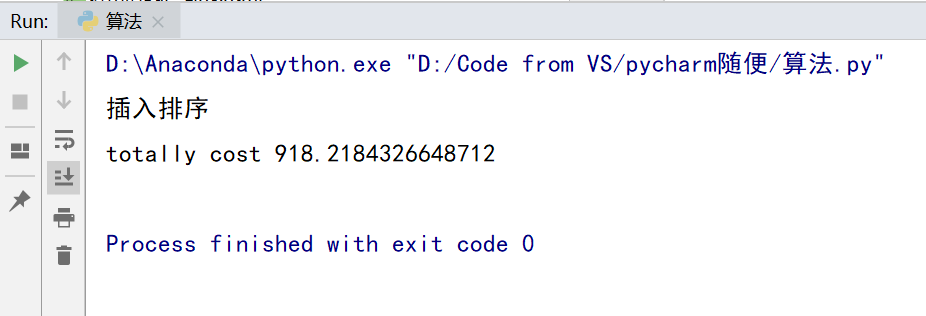 Run: 算法
D:\Anaconda\python.exe "D:/Code from VS/pycharm随便/算法.py"
插入排序
totally cost 918.2184326648712
Process finished with exit code 0